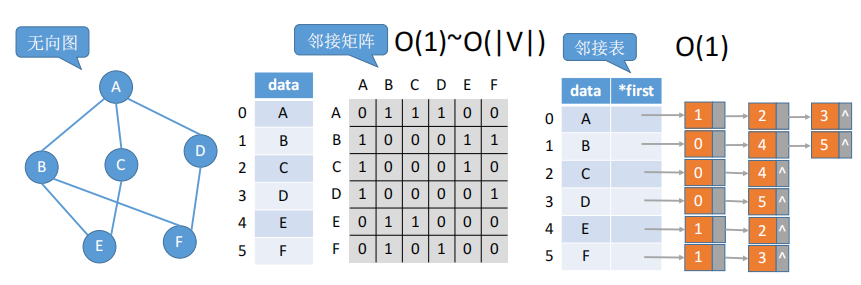 无向图
A
B
C
D
E
F
data
0 A
1 B
2 C
3 D
4 E
5 F
邻接矩阵 O(1)~O(|V|)
A B C D E F
A 0 1 1 1 0 0
B 1 0 0 0 1 1
C 1 0 0 0 1 0
D 1 0 0 0 0 1
E 0 1 1 0 0 0
F 0 1 0 1 0 0
邻接表 O(1)
data *first
0 A 1 2 3 ^
1 B 0 4 5 ^
2 C 0 4 ^
3 D 0 5 ^
4 E 1 2 ^
5 F 1 3 ^